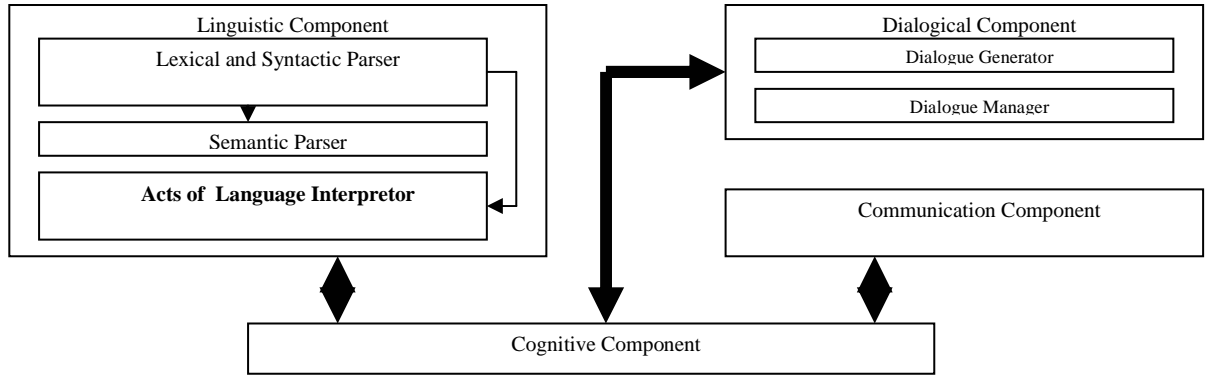 Linguistic Component
Lexical and Syntactic Parser
Semantic Parser
Acts of Language Interpretor
Dialogical Component
Dialogue Generator
Dialogue Manager
Communication Component
Cognitive Component